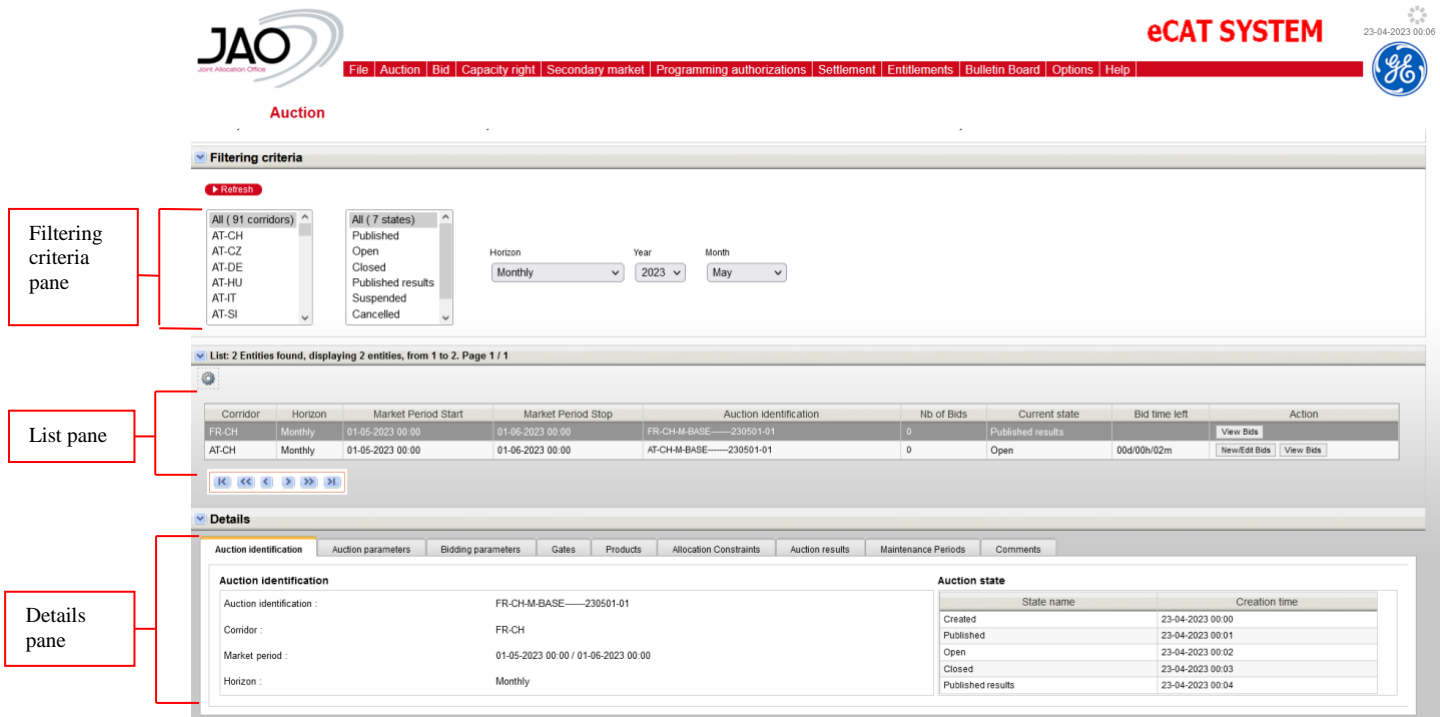 JAO
Joint Allocation Office
eCAT SYSTEM
23-04-2023 00:06
File Auction Bid Capacity right Secondary market Programming authorizations Settlement Entitlements Bulletin Board Options Help
GE
Auction
Filtering criteria
Refresh
Filtering
criteria
pane
All ( 91 corridors)
AT-CH
AT-CZ
AT-DE
AT-HU
AT-IT
AT-SI
All ( 7 states)
Published
Open
Closed
Published results
Suspended
Cancelled
Horizon Year Month
Monthly 2023 May
List: 2 Entities found, displaying 2 entities, from 1 to 2. Page 1 / 1
List pane
Corridor Horizon Market Period Start Market Period Stop Auction identification Nb of Bids Current state Bid time left Action
FR-CH Monthly 01-05-2023 00:00 01-06-2023 00:00 FR-CH-M-BASE-------230501-01 0 Published results View Bids
AT-CH Monthly 01-05-2023 00:00 01-06-2023 00:00 AT-CH-M-BASE-------230501-01 0 Open 00d/00h/02m New/Edit Bids View Bids
Details
Details
pane
Auction identification Auction parameters Bidding parameters Gates Products Allocation Constraints Auction results Maintenance Periods Comments
Auction identification
Auction identification : FR-CH-M-BASE-------230501-01
Corridor : FR-CH
Market period : 01-05-2023 00:00 / 01-06-2023 00:00
Horizon : Monthly
Auction state
State name Creation time
Created 23-04-2023 00:00
Published 23-04-2023 00:01
Open 23-04-2023 00:02
Closed 23-04-2023 00:03
Published results 23-04-2023 00:04